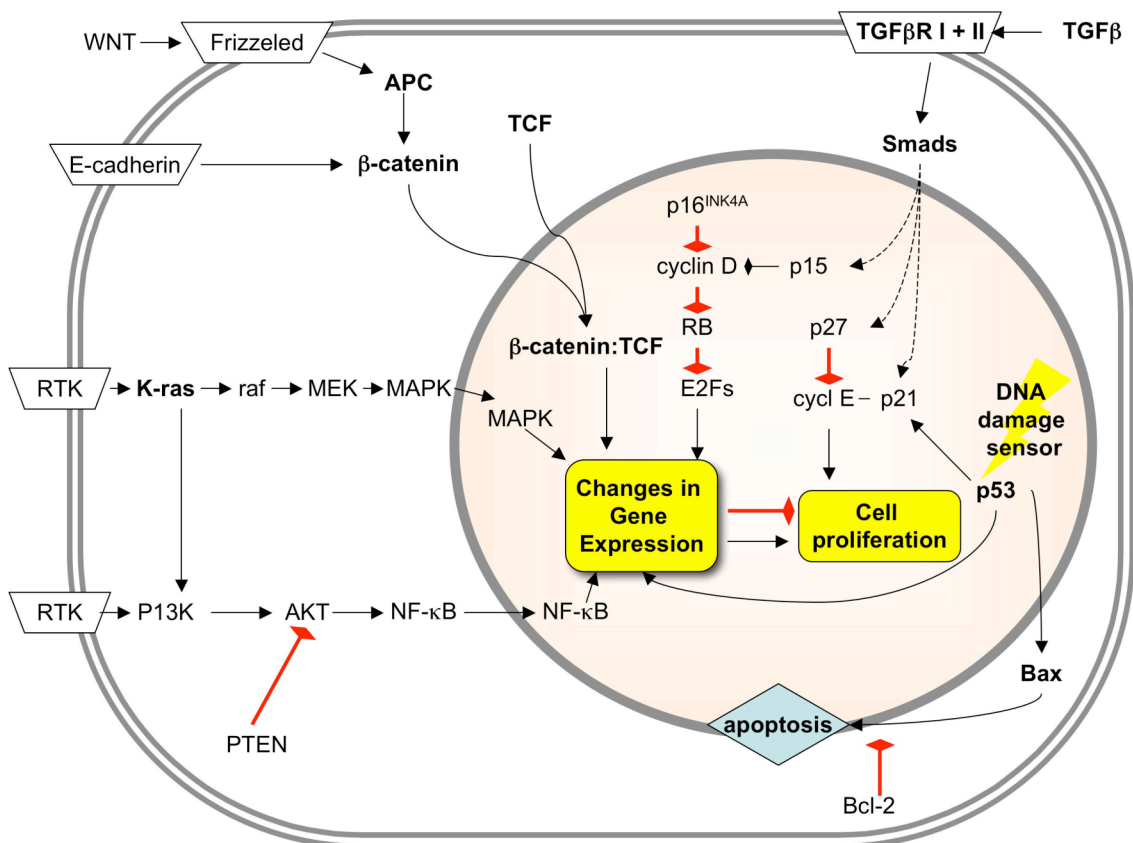 WNT
Frizzeled
TGFβR I + II
TGFβ
APC
TCF
Smads
E-cadherin
β-catenin
p16INK4A
cyclin D
p15
RB
p27
β-catenin:TCF
RTK
K-ras
raf
MEK
MAPK
MAPK
E2Fs
cycl E
p21
DNA
damage
sensor
p53
Changes in
Gene
Expression
Cell
proliferation
RTK
P13K
AKT
NF-κB
NF-κB
Bax
PTEN
apoptosis
Bcl-2